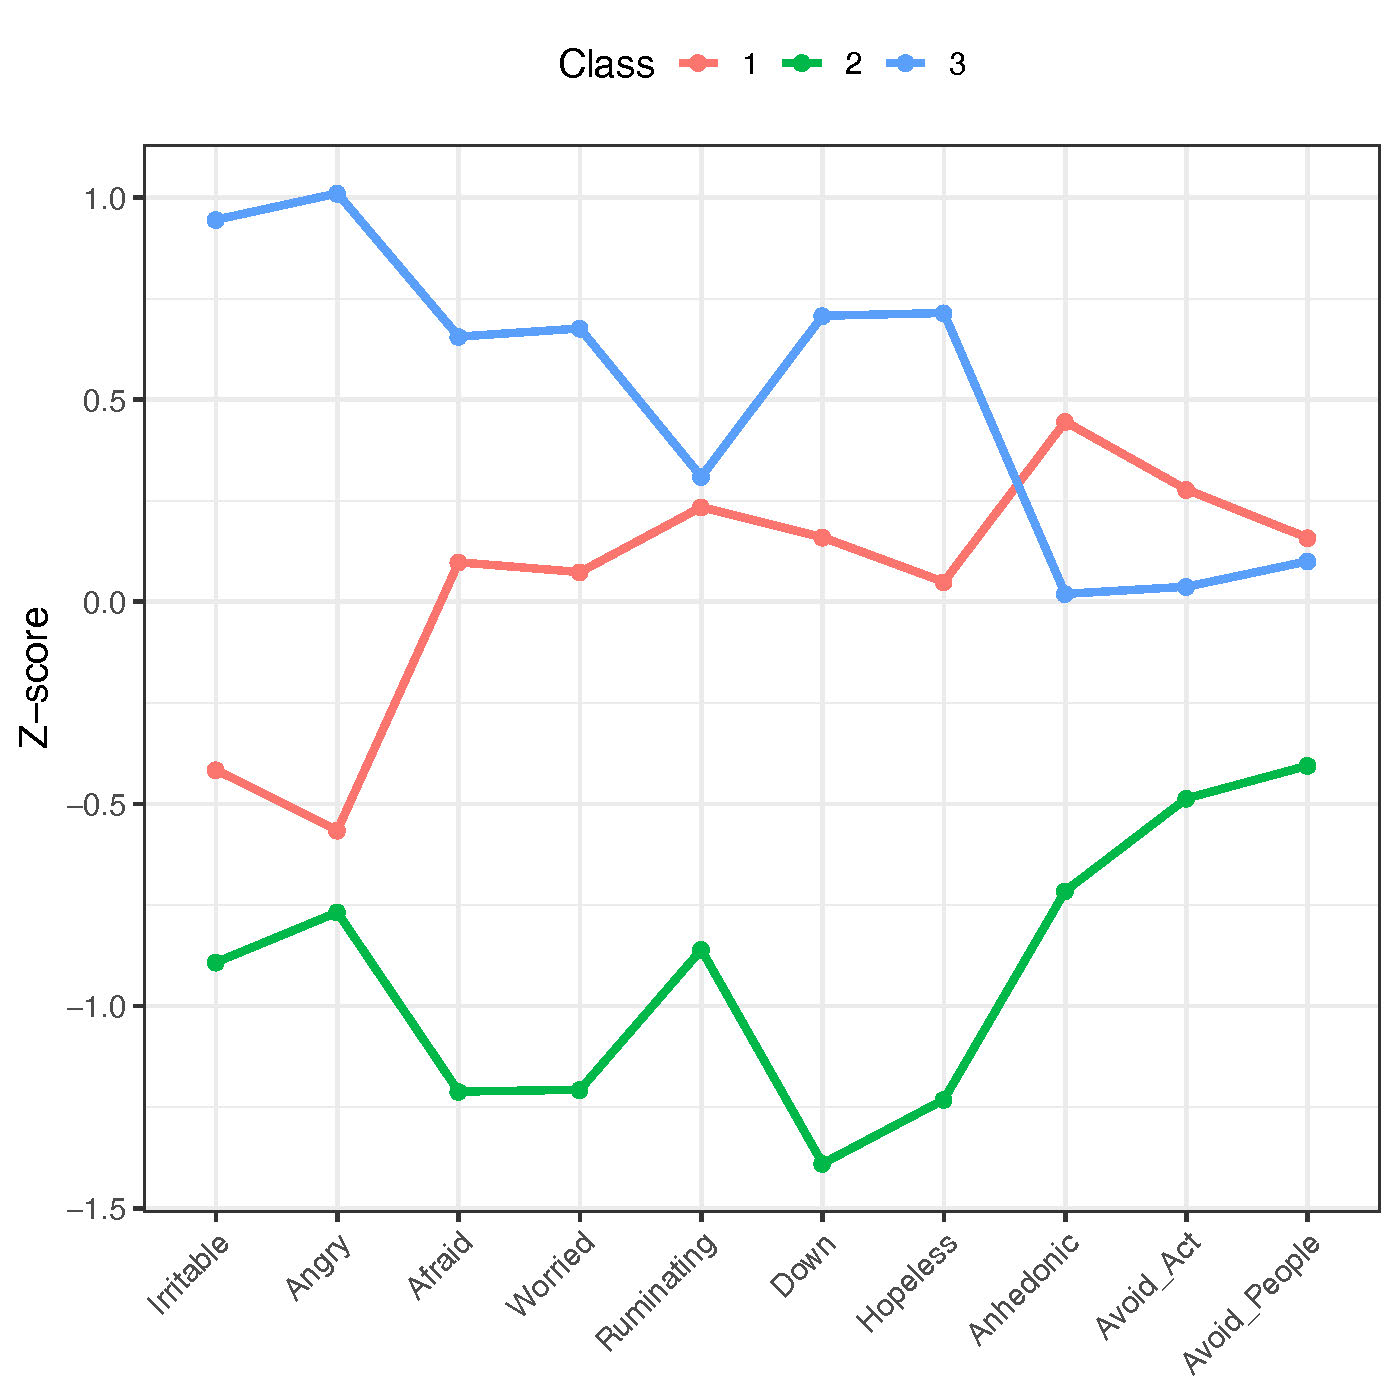 Class 1 2 3
Z−score
1.0
0.5
0.0
−0.5
−1.0
−1.5
Irritable
Angry
Afraid
Worried
Ruminating
Down
Hopeless
Anhedonic
Avoid_Act
Avoid_People